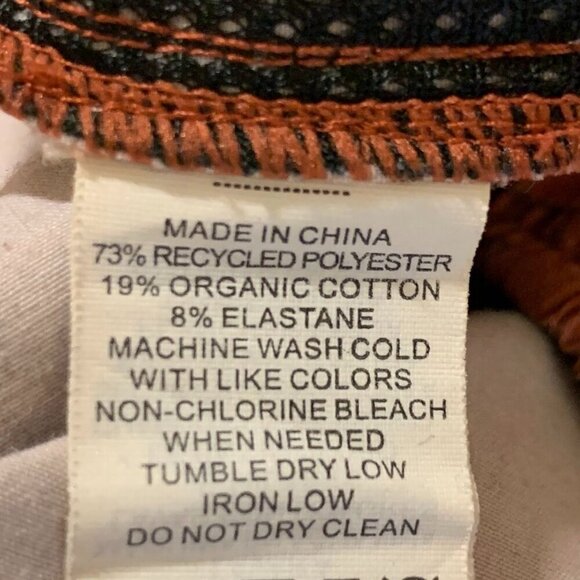 MADE IN CHINA
73% RECYCLED POLYESTER
19% ORGANIC COTTON
8% ELASTANE
MACHINE WASH COLD
WITH LIKE COLORS
NON-CHLORINE BLEACH
WHEN NEEDED
TUMBLE DRY LOW
IRON LOW
DO NOT DRY CLEAN